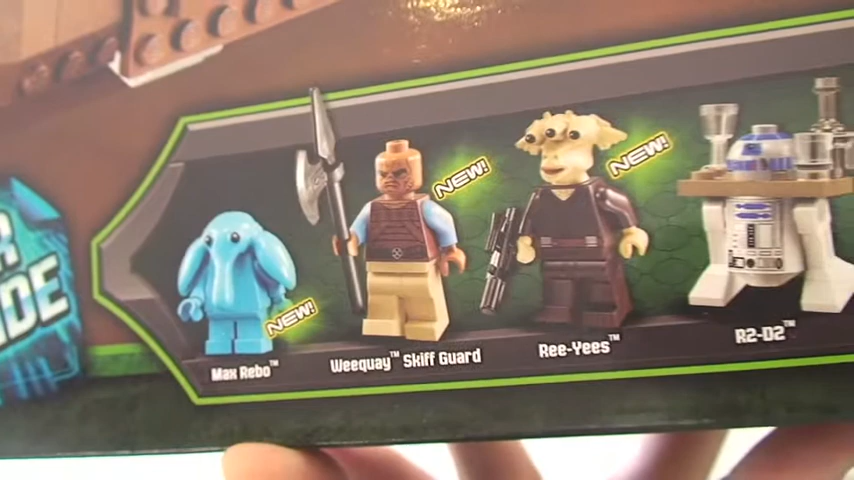 NEW!
NEW!
NEW!
Max Rebo™
Weequay™ Skiff Guard
Ree-Yees™
R2-D2™